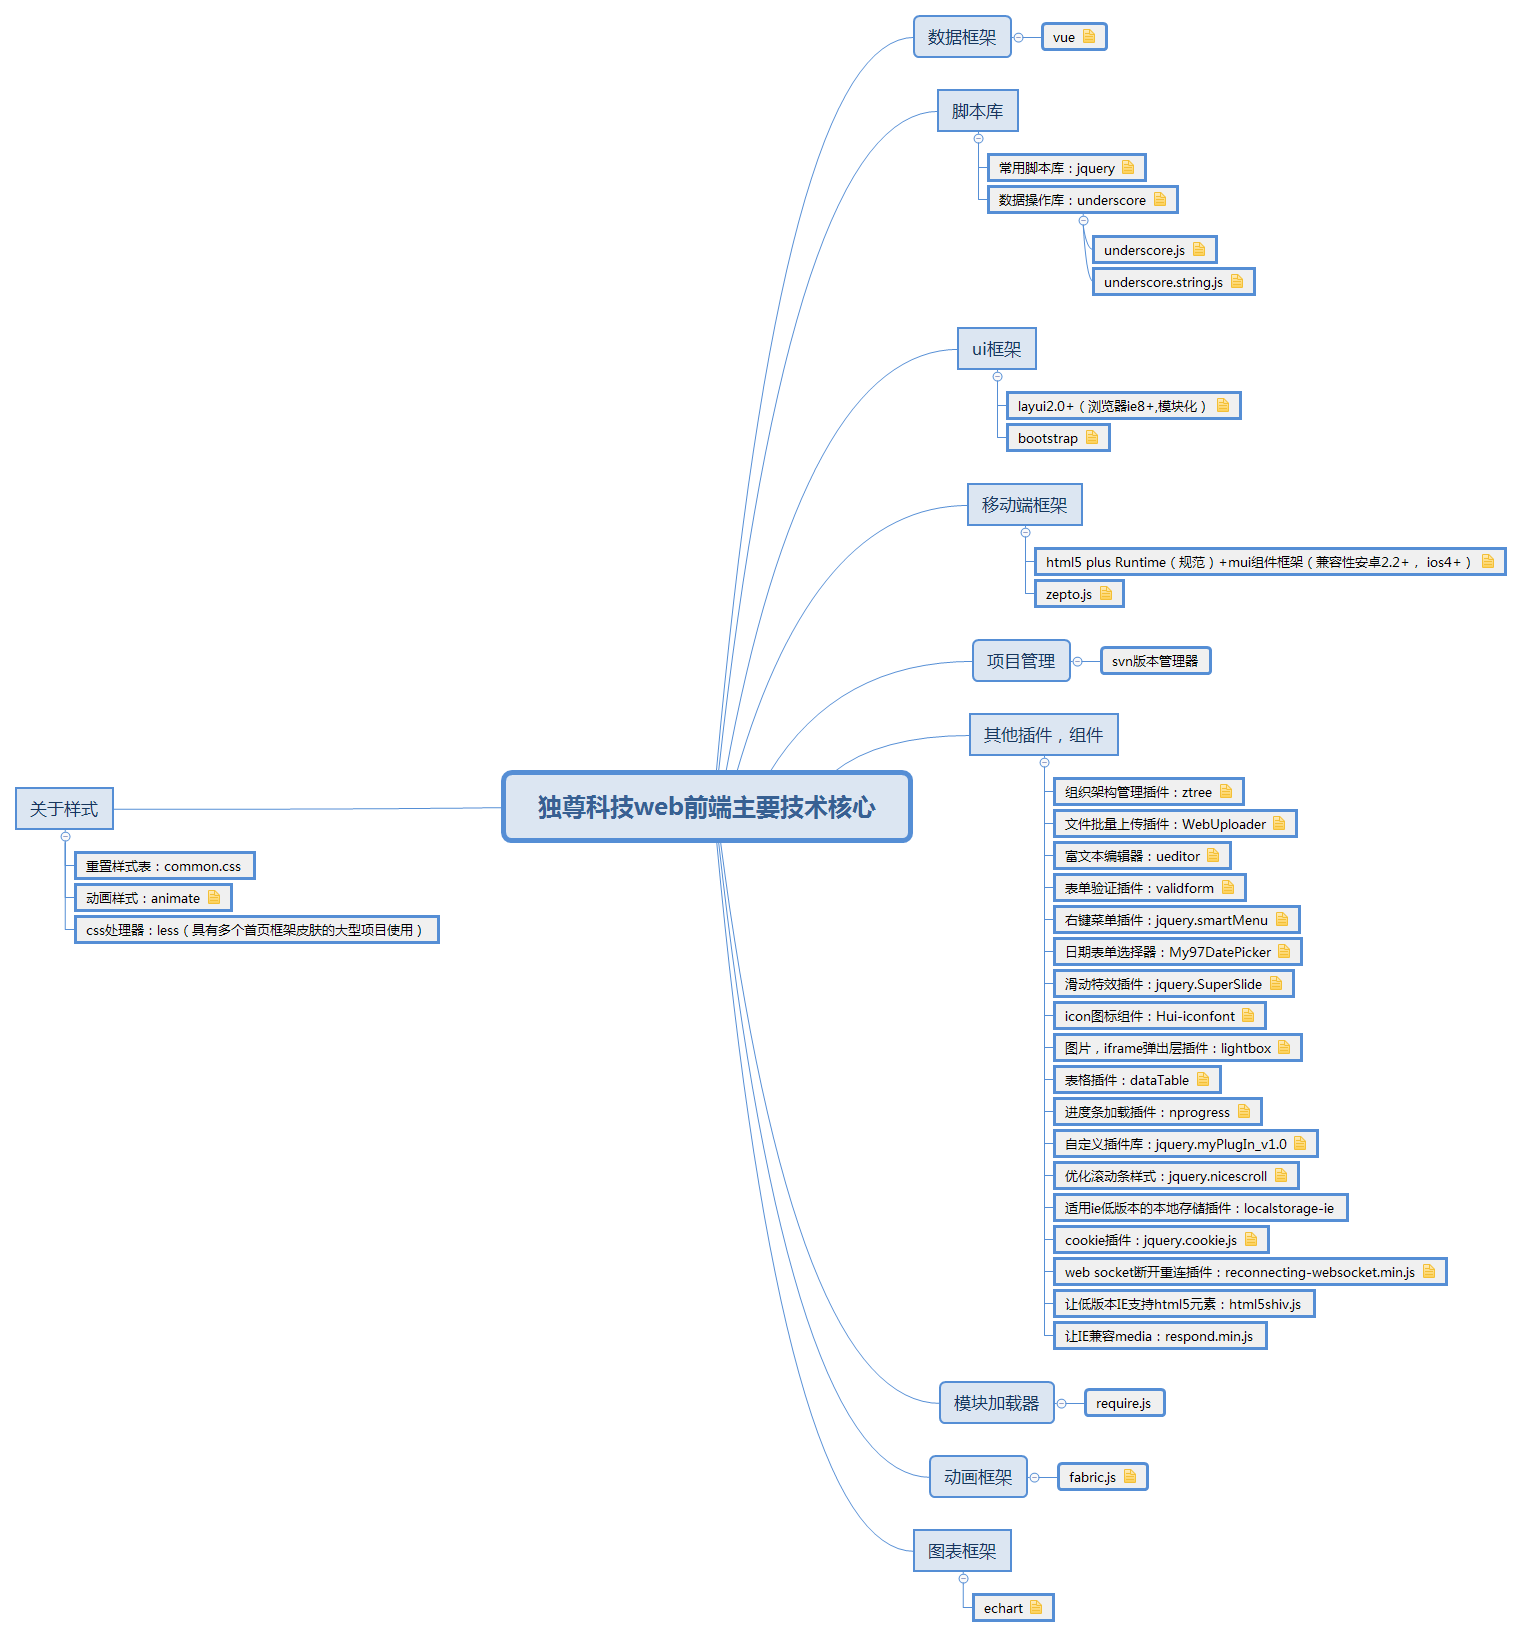 数据框架
vue
脚本库
常用脚本库：jquery
数据操作库：underscore
underscore.js
underscore.string.js
ui框架
layui2.0+（浏览器ie8+,模块化）
bootstrap
移动端框架
html5 plus Runtime（规范）+mui组件框架（兼容性安卓2.2+， ios4+）
zepto.js
项目管理
svn版本管理器
其他插件，组件
组织架构管理插件：ztree
文件批量上传插件：WebUploader
富文本编辑器：ueditor
表单验证插件：validform
右键菜单插件：jquery.smartMenu
日期表单选择器：My97DatePicker
滑动特效插件：jquery.SuperSlide
icon图标组件：Hui-iconfont
图片，iframe弹出层插件：lightbox
表格插件：dataTable
进度条加载插件：nprogress
自定义插件库：jquery.myPlugIn_v1.0
优化滚动条样式：jquery.nicescroll
适用ie低版本的本地存储插件：localstorage-ie
cookie插件：jquery.cookie.js
web socket断开重连插件：reconnecting-websocket.min.js
让低版本IE支持html5元素：html5shiv.js
让IE兼容media：respond.min.js
模块加载器
require.js
动画框架
fabric.js
图表框架
echart
独尊科技web前端主要技术核心
关于样式
重置样式表：common.css
动画样式：animate
css处理器：less（具有多个首页框架皮肤的大型项目使用）